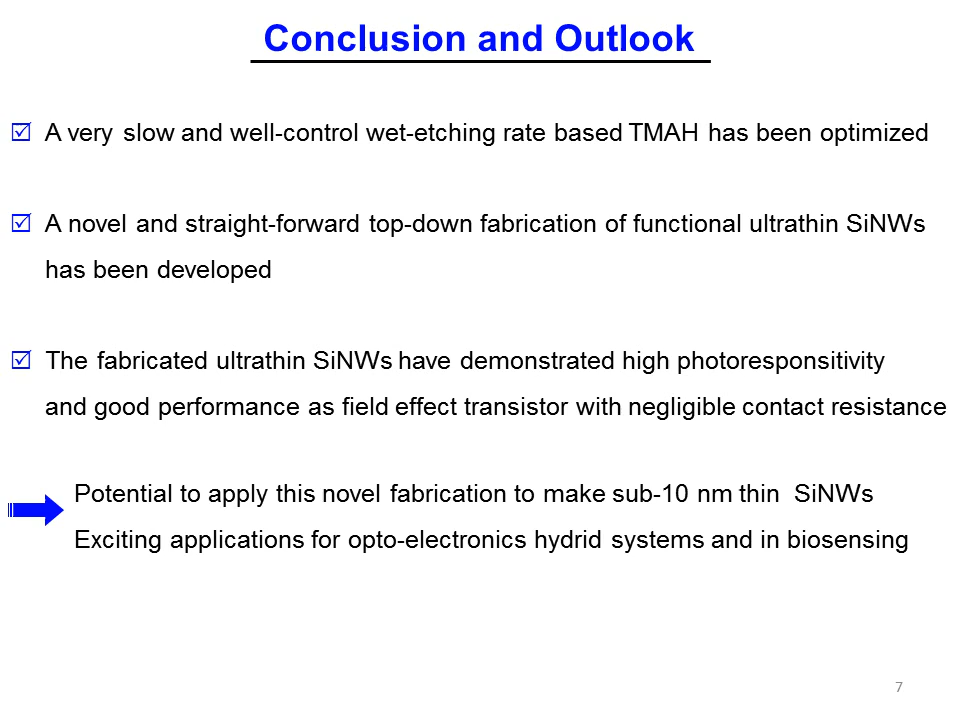 Conclusion and Outlook
☑ A very slow and well-control wet-etching rate based TMAH has been optimized
☑ A novel and straight-forward top-down fabrication of functional ultrathin SiNWs
has been developed
☑ The fabricated ultrathin SiNWs have demonstrated high photoresponsitivity
and good performance as field effect transistor with negligible contact resistance
Potential to apply this novel fabrication to make sub-10 nm thin SiNWs
Exciting applications for opto-electronics hydrid systems and in biosensing
7